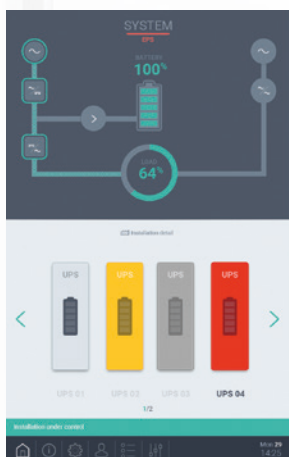 SYSTEM
UPS
BATTERY
100%
LOAD
64%
Installation detail
UPS UPS UPS UPS
UPS 01 UPS 02 UPS 03 UPS 04
1/2
Installation under control
Mon 29
14:25